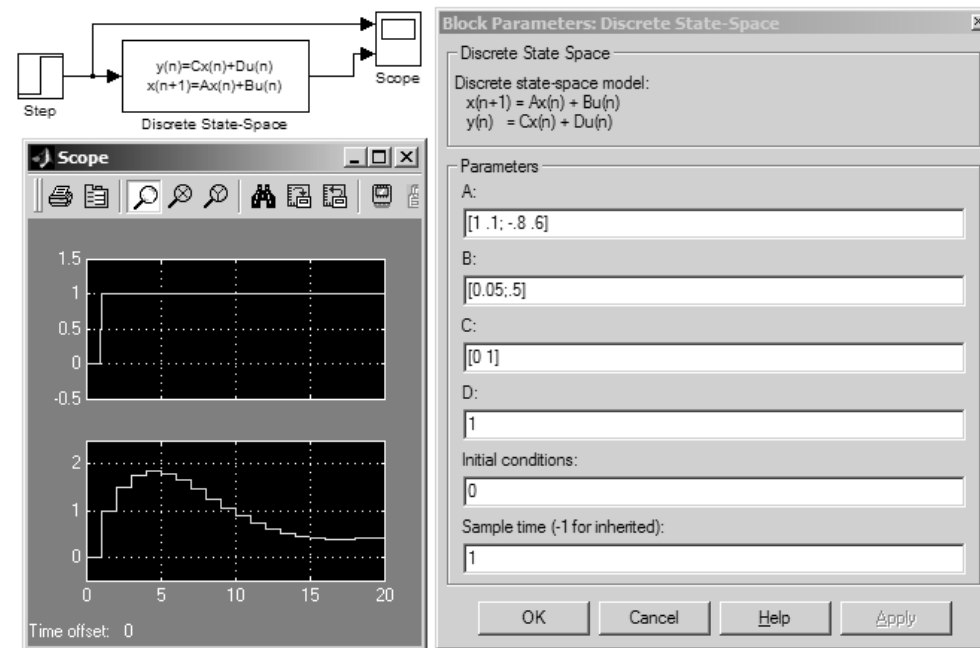 Step
y(n)=Cx(n)+Du(n)
x(n+1)=Ax(n)+Bu(n)
Discrete State-Space
Scope
Scope
1.5
1
0.5
0
-0.5
2
1
0
0 5 10 15 20
Time offset: 0
Block Parameters: Discrete State-Space
Discrete State Space
Discrete state-space model:
x(n+1) = Ax(n) + Bu(n)
y(n) = Cx(n) + Du(n)
Parameters
A:
[1 .1; -.8 .6]
B:
[0.05;.5]
C:
[0 1]
D:
1
Initial conditions:
0
Sample time (-1 for inherited):
1
OK Cancel Help Apply